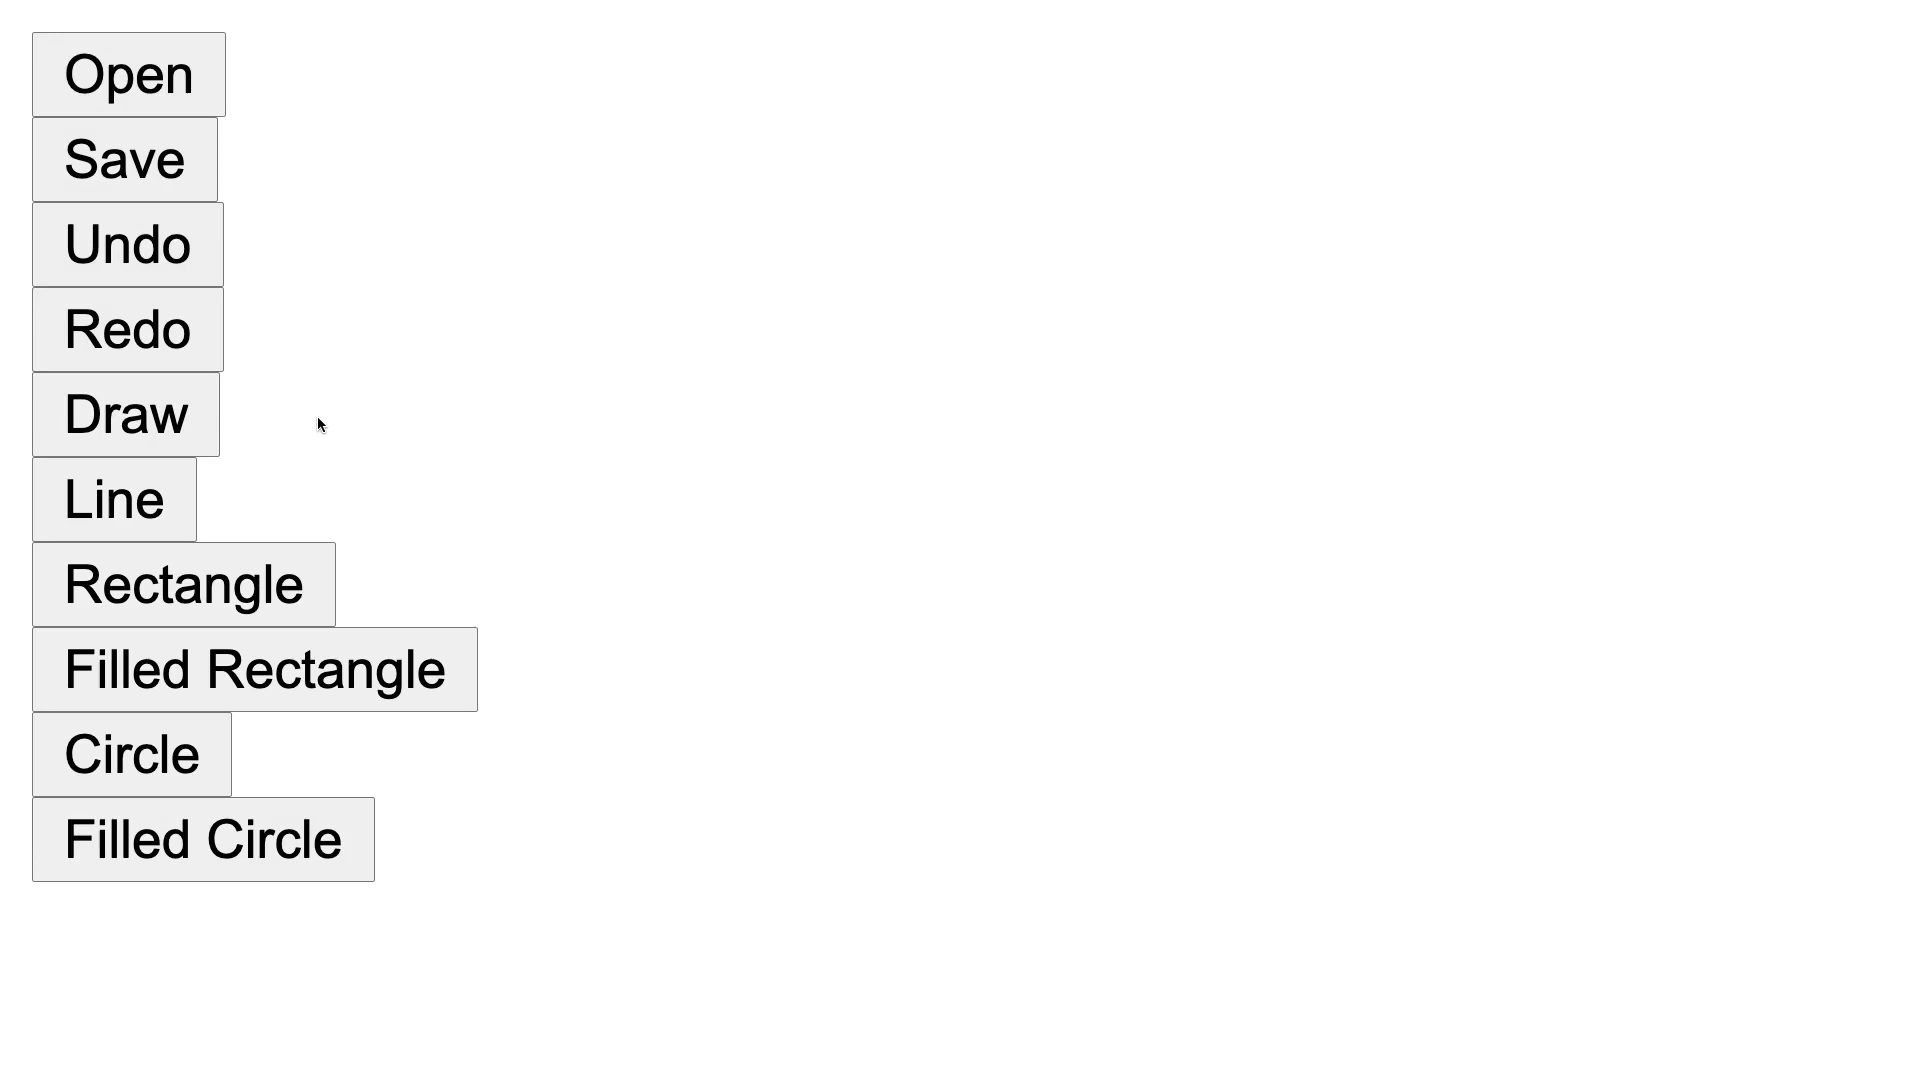 Open
Save
Undo
Redo
Draw
Line
Rectangle
Filled Rectangle
Circle
Filled Circle